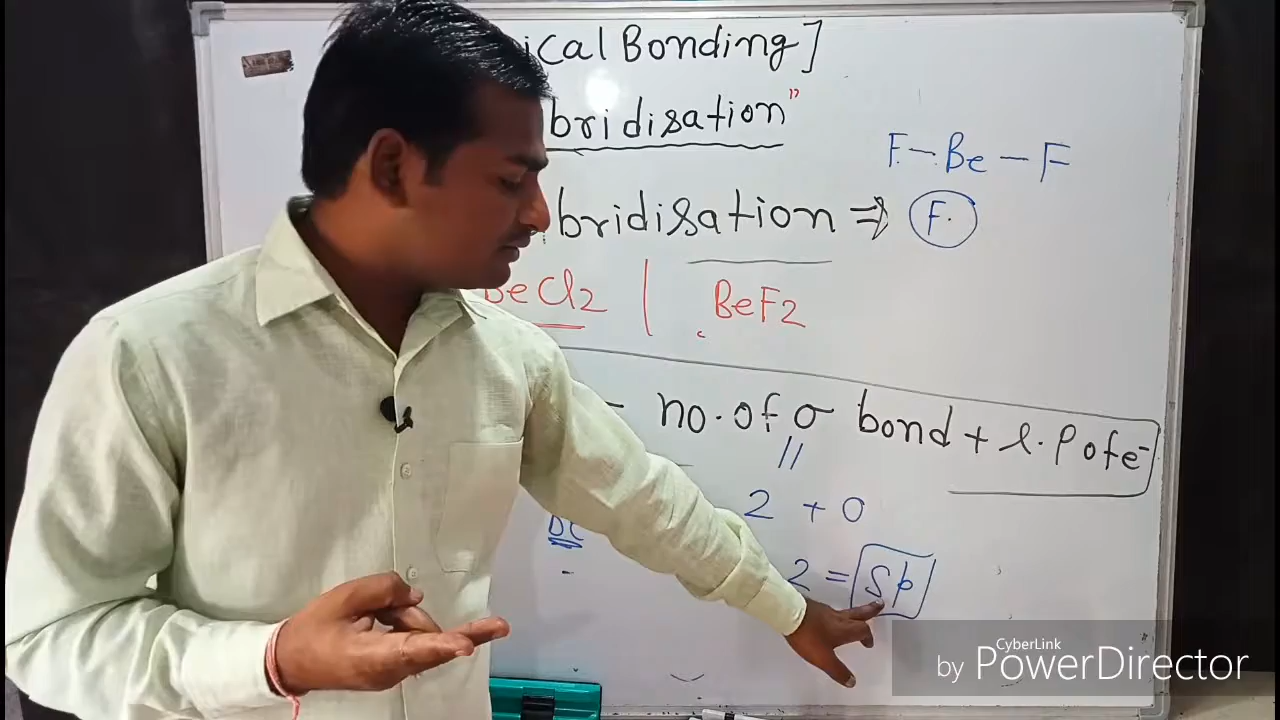 ical Bonding]
bridisation"
F-Be-F
bridisation ⇒ F.
BeCl2 | BeF2
no. of σ bond + l.p of e-
2 + 0
2 = Sp
CyberLink
by PowerDirector